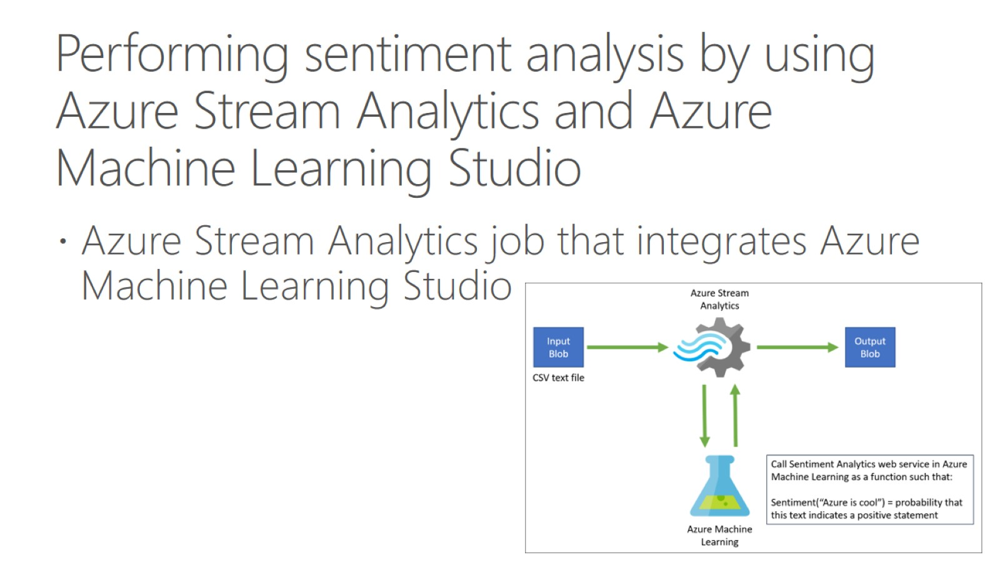 Performing sentiment analysis by using
Azure Stream Analytics and Azure
Machine Learning Studio
· Azure Stream Analytics job that integrates Azure
Machine Learning Studio
Azure Stream
Analytics
Input
Blob
CSV text file
Output
Blob
Call Sentiment Analytics web service in Azure
Machine Learning as a function such that:
Sentiment(“Azure is cool”) = probability that
this text indicates a positive statement
Azure Machine
Learning